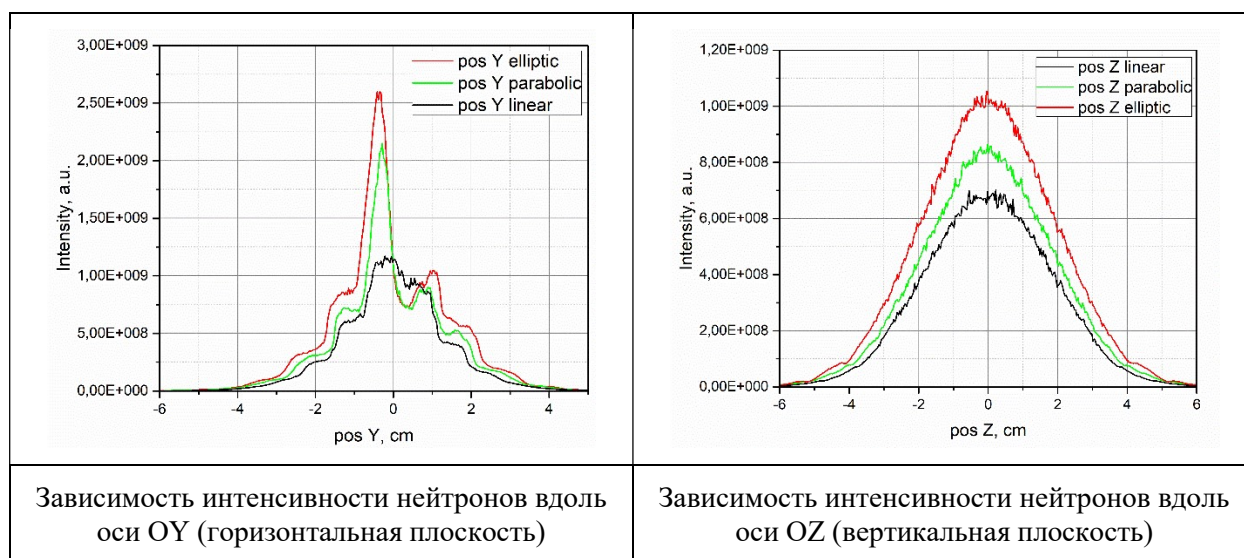 3,00E+009
2,50E+009
2,00E+009
1,50E+009
1,00E+009
5,00E+008
0,00E+000
Intensity, a.u.
pos Y elliptic
pos Y parabolic
pos Y linear
-6 -4 -2 0 2 4
pos Y, cm
1,20E+009
1,00E+009
8,00E+008
6,00E+008
4,00E+008
2,00E+008
0,00E+000
Intensity, a.u.
pos Z linear
pos Z parabolic
pos Z elliptic
-6 -4 -2 0 2 4 6
pos Z, cm
Зависимость интенсивности нейтронов вдоль
оси OY (горизонтальная плоскость)
Зависимость интенсивности нейтронов вдоль
оси OZ (вертикальная плоскость)